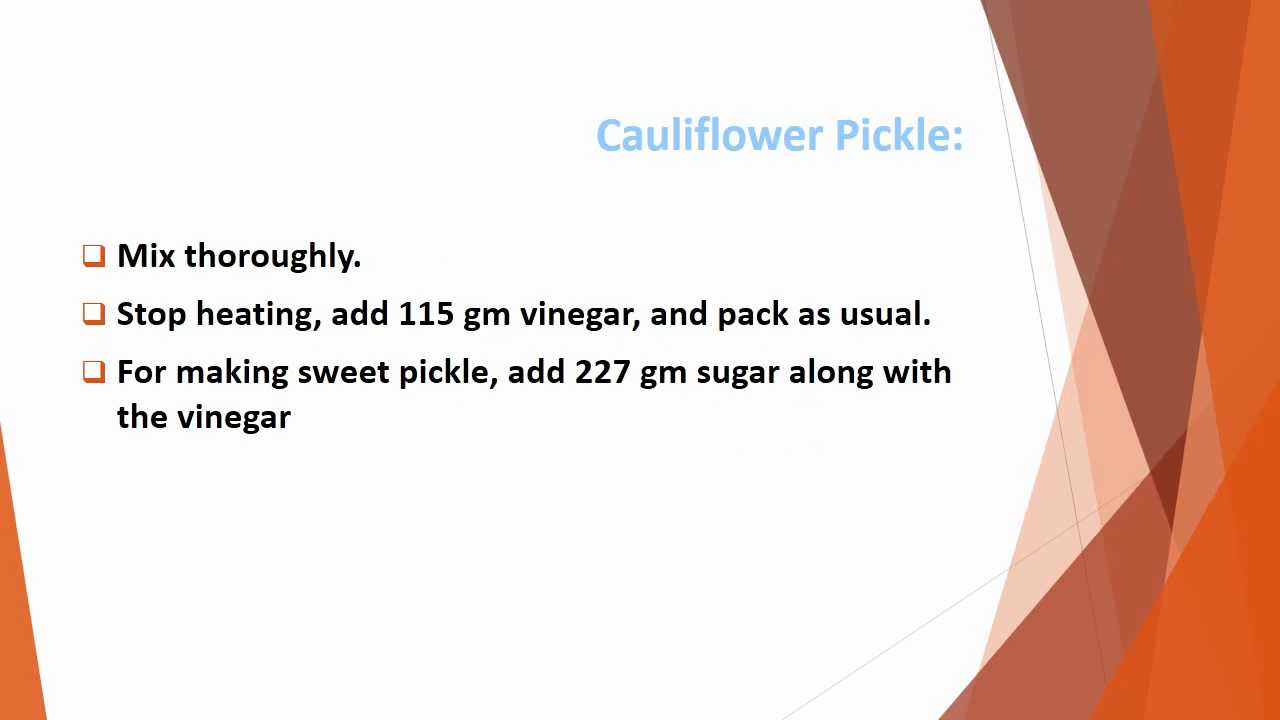 Cauliflower Pickle:
Mix thoroughly.
Stop heating, add 115 gm vinegar, and pack as usual.
For making sweet pickle, add 227 gm sugar along with
the vinegar